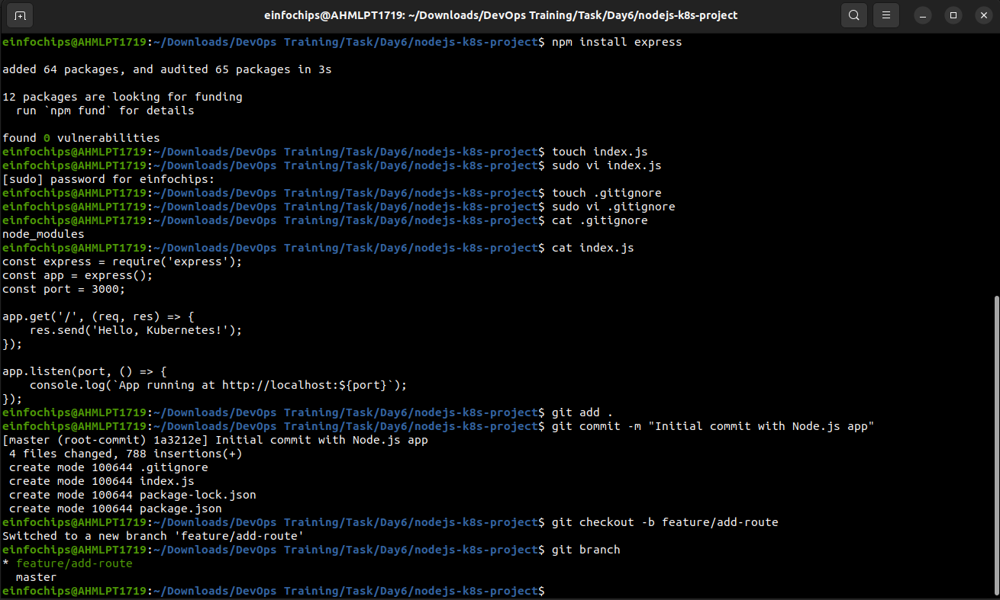 einfochips@AHMLPT1719: ~/Downloads/DevOps Training/Task/Day6/nodejs-k8s-project
einfochips@AHMLPT1719:~/Downloads/DevOps Training/Task/Day6/nodejs-k8s-project$ npm install express

added 64 packages, and audited 65 packages in 3s

12 packages are looking for funding
  run `npm fund` for details

found 0 vulnerabilities
einfochips@AHMLPT1719:~/Downloads/DevOps Training/Task/Day6/nodejs-k8s-project$ touch index.js
einfochips@AHMLPT1719:~/Downloads/DevOps Training/Task/Day6/nodejs-k8s-project$ sudo vi index.js
[sudo] password for einfochips:
einfochips@AHMLPT1719:~/Downloads/DevOps Training/Task/Day6/nodejs-k8s-project$ touch .gitignore
einfochips@AHMLPT1719:~/Downloads/DevOps Training/Task/Day6/nodejs-k8s-project$ sudo vi .gitignore
einfochips@AHMLPT1719:~/Downloads/DevOps Training/Task/Day6/nodejs-k8s-project$ cat .gitignore
node_modules
einfochips@AHMLPT1719:~/Downloads/DevOps Training/Task/Day6/nodejs-k8s-project$ cat index.js
const express = require('express');
const app = express();
const port = 3000;

app.get('/', (req, res) => {
    res.send('Hello, Kubernetes!');
});

app.listen(port, () => {
    console.log(`App running at http://localhost:${port}`);
});
einfochips@AHMLPT1719:~/Downloads/DevOps Training/Task/Day6/nodejs-k8s-project$ git add .
einfochips@AHMLPT1719:~/Downloads/DevOps Training/Task/Day6/nodejs-k8s-project$ git commit -m "Initial commit with Node.js app"
[master (root-commit) 1a3212e] Initial commit with Node.js app
 4 files changed, 788 insertions(+)
 create mode 100644 .gitignore
 create mode 100644 index.js
 create mode 100644 package-lock.json
 create mode 100644 package.json
einfochips@AHMLPT1719:~/Downloads/DevOps Training/Task/Day6/nodejs-k8s-project$ git checkout -b feature/add-route
Switched to a new branch 'feature/add-route'
einfochips@AHMLPT1719:~/Downloads/DevOps Training/Task/Day6/nodejs-k8s-project$ git branch
* feature/add-route
  master
einfochips@AHMLPT1719:~/Downloads/DevOps Training/Task/Day6/nodejs-k8s-project$